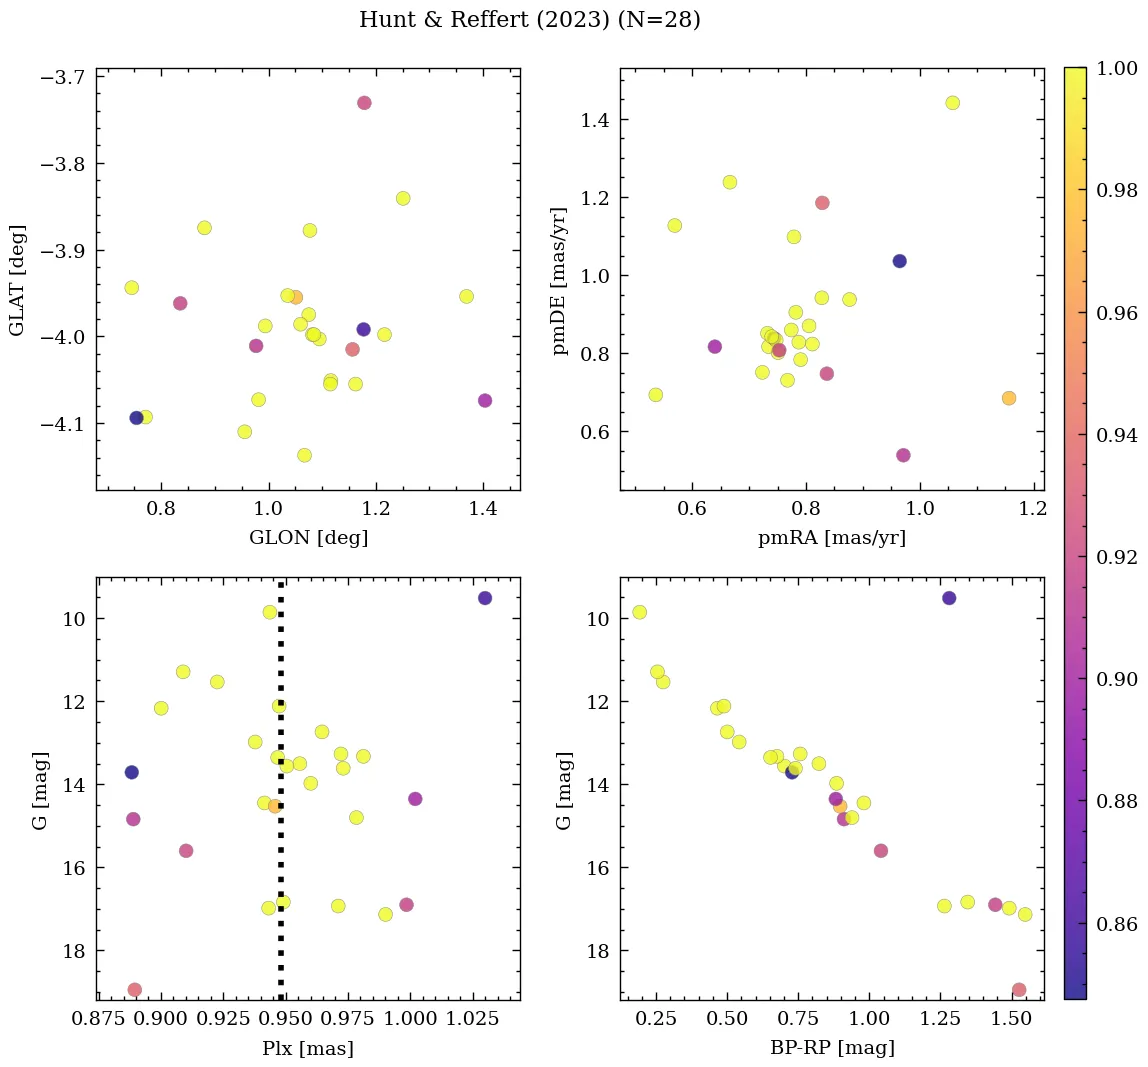 Hunt & Reffert (2023) (N=28)
−3.7
−3.8
−3.9
−4.0
−4.1
GLAT [deg]
0.8 1.0 1.2 1.4
GLON [deg]
1.4
1.2
1.0
0.8
0.6
pmDE [mas/yr]
0.6 0.8 1.0 1.2
pmRA [mas/yr]
10
12
14
16
18
G [mag]
0.875 0.900 0.925 0.950 0.975 1.000 1.025
Plx [mas]
10
12
14
16
18
G [mag]
0.25 0.50 0.75 1.00 1.25 1.50
BP-RP [mag]
1.00
0.98
0.96
0.94
0.92
0.90
0.88
0.86